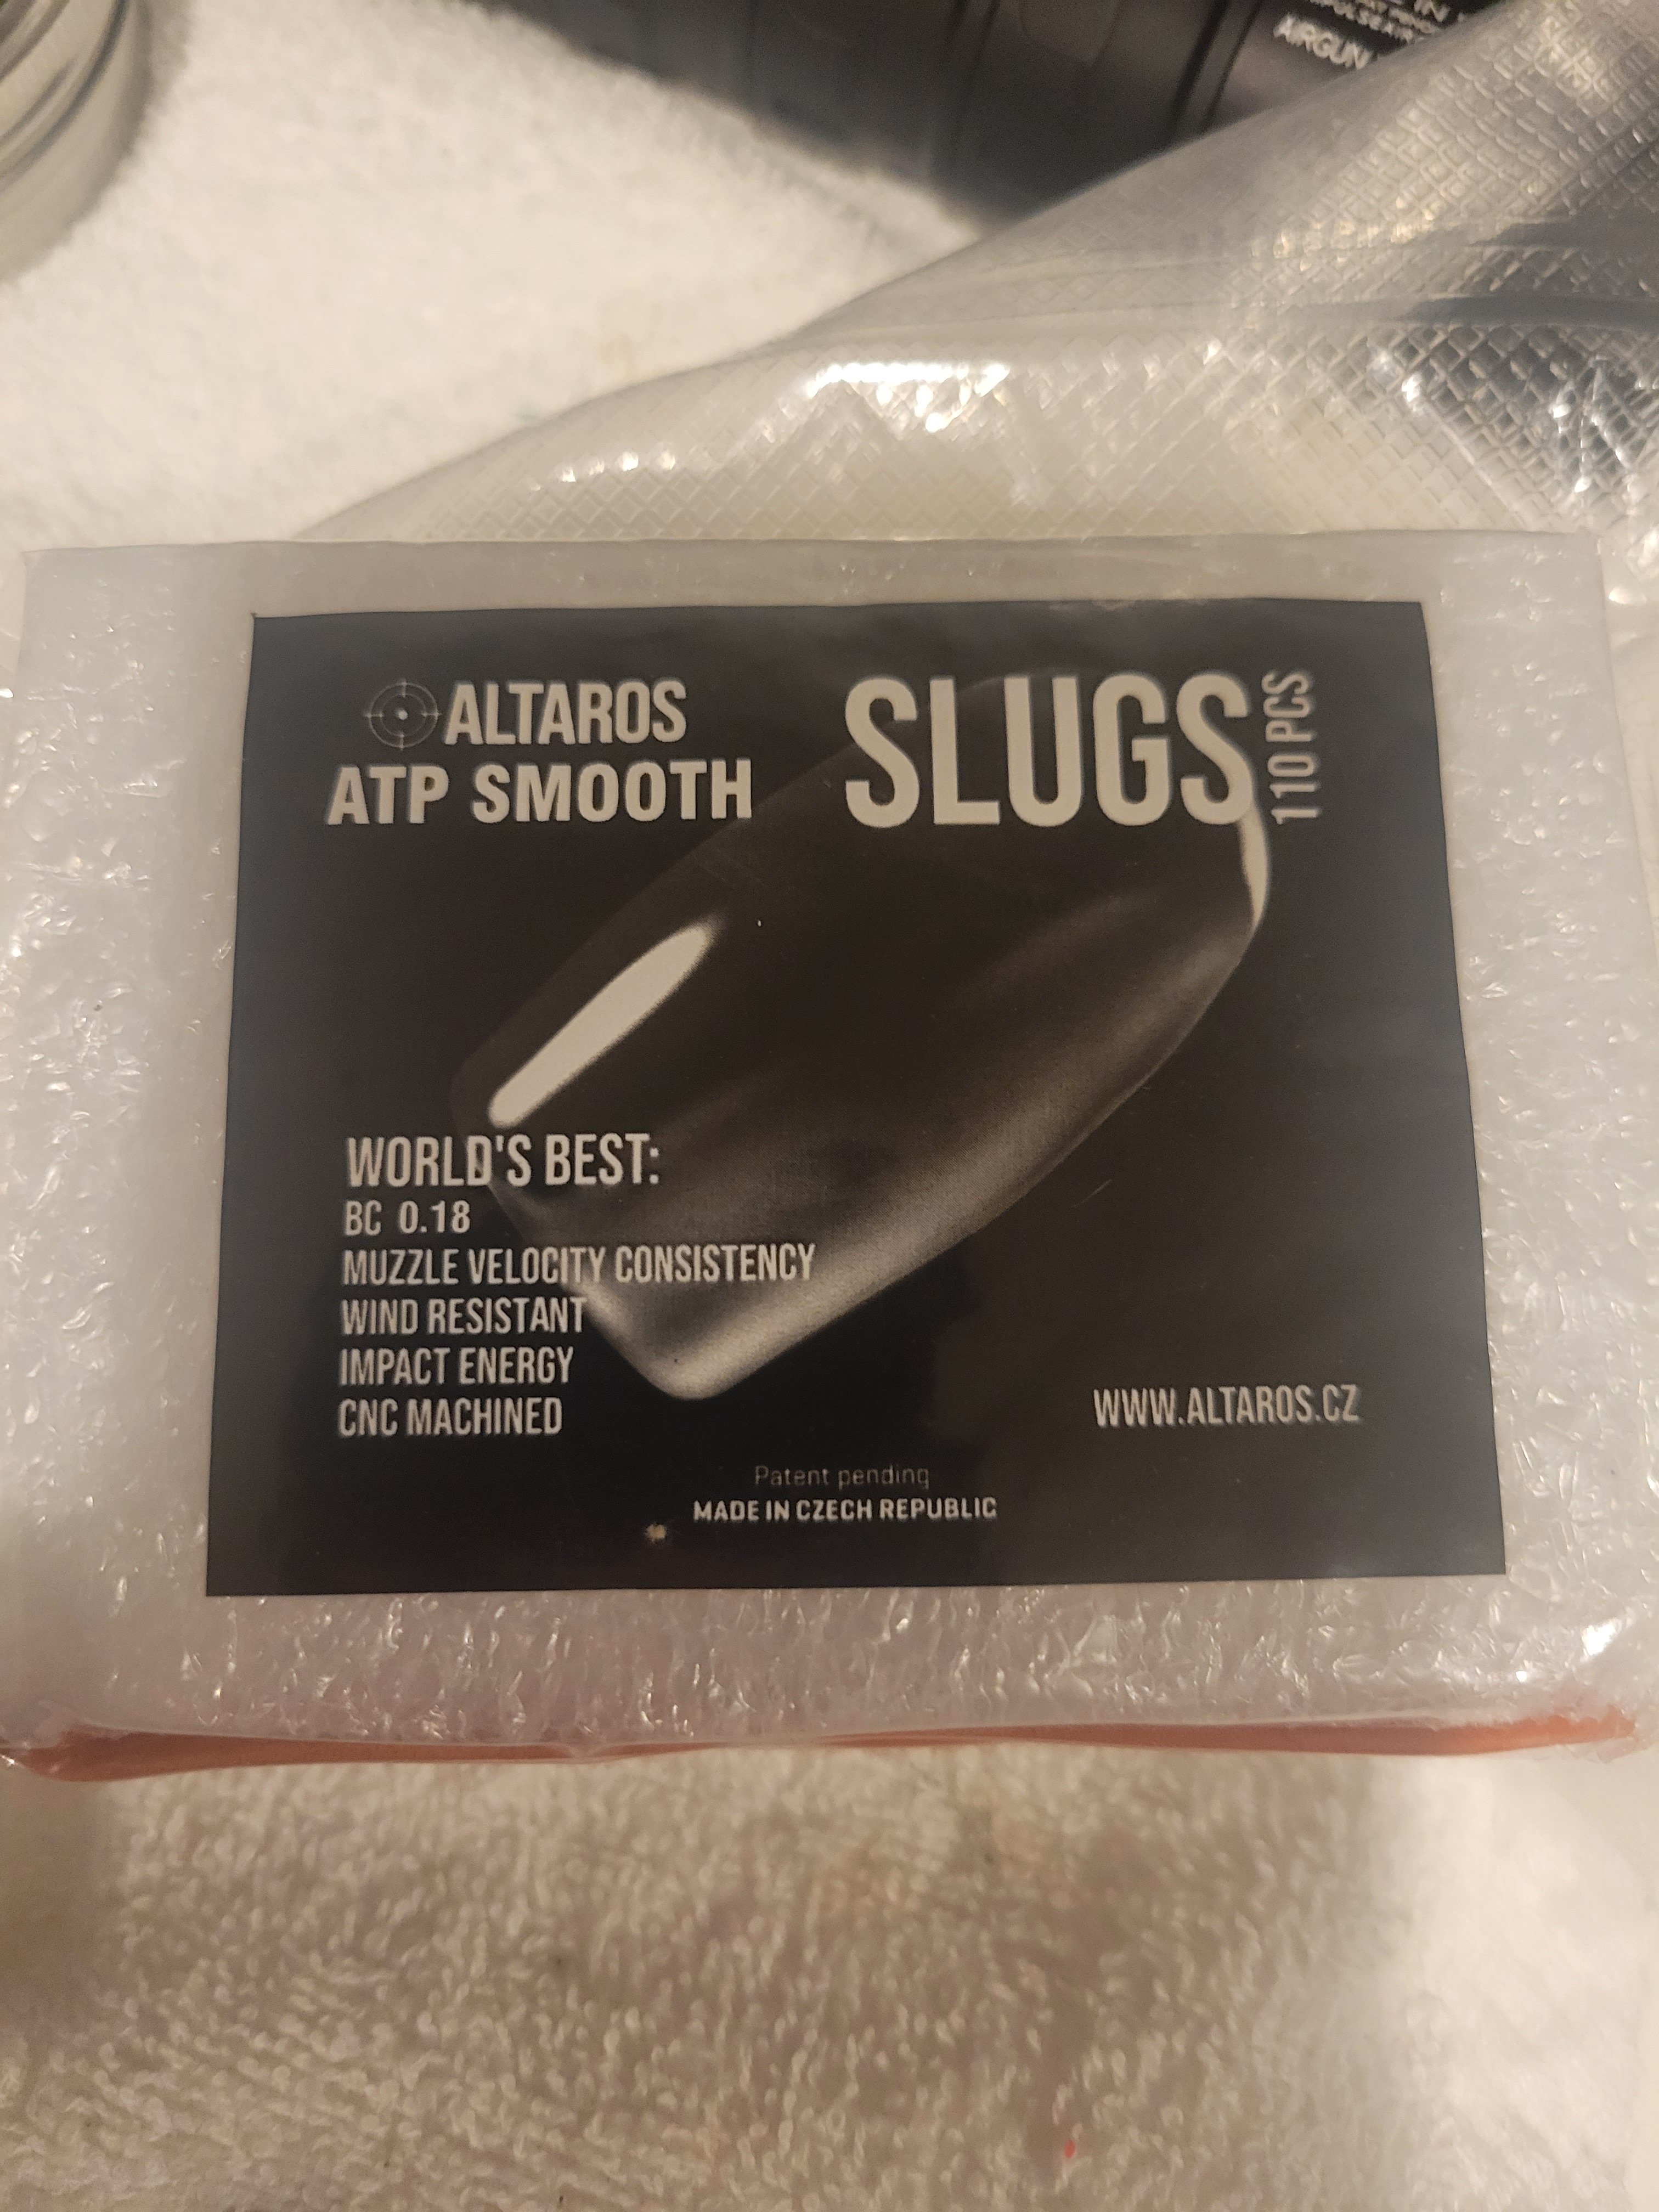 AIRGUN
ALTAROS
ATP SMOOTH
SLUGS
110 PCS
WORLD'S BEST:
BC 0.18
MUZZLE VELOCITY CONSISTENCY
WIND RESISTANT
IMPACT ENERGY
CNC MACHINED
WWW.ALTAROS.CZ
Patent pending
MADE IN CZECH REPUBLIC